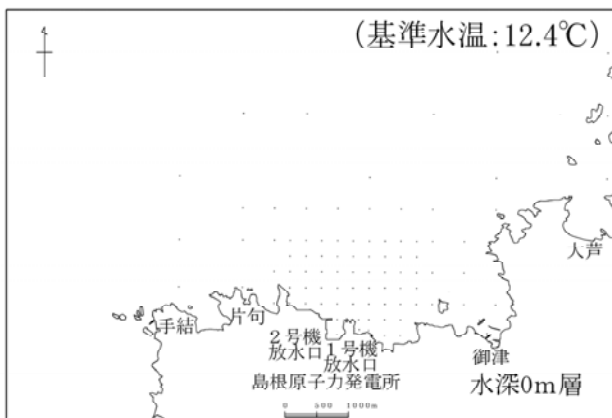 (基準水温:12.4℃)
人芦
手結
片句
2号機
放水口
1号機
放水口
御津
島根原子力発電所
水深0m層
0 500 1000m